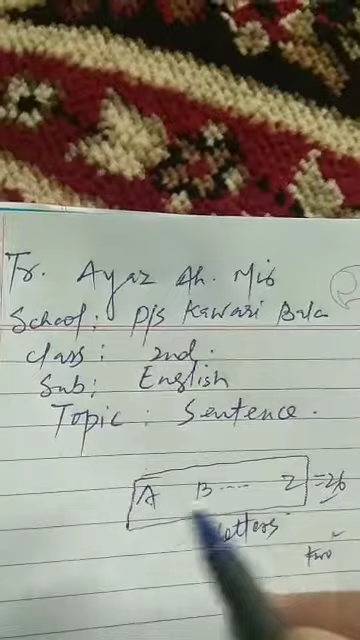 Tr. Ayaz Ah. Mir
School: P/S Kawari Bala
Class: 2nd.
Sub: English
Topic: Sentence.
A B.... Z =26
Letters